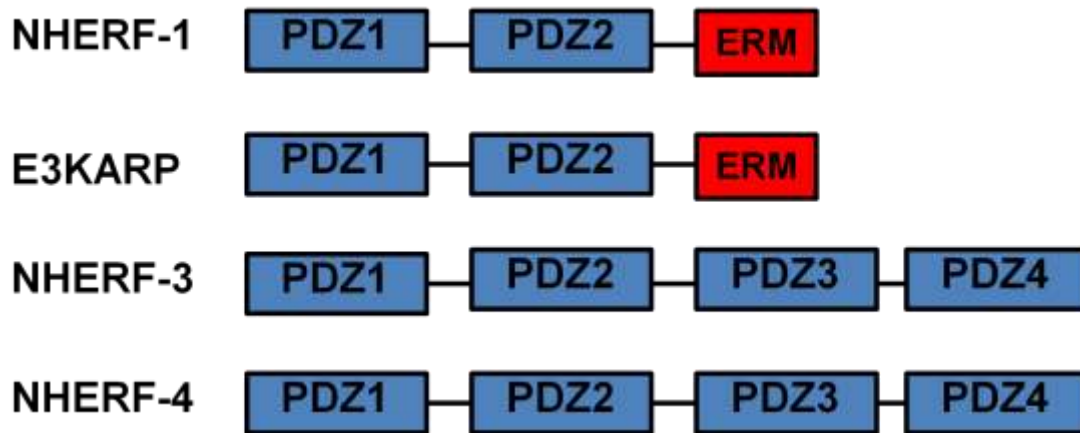 NHERF-1 PDZ1 PDZ2 ERM
E3KARP PDZ1 PDZ2 ERM
NHERF-3 PDZ1 PDZ2 PDZ3 PDZ4
NHERF-4 PDZ1 PDZ2 PDZ3 PDZ4